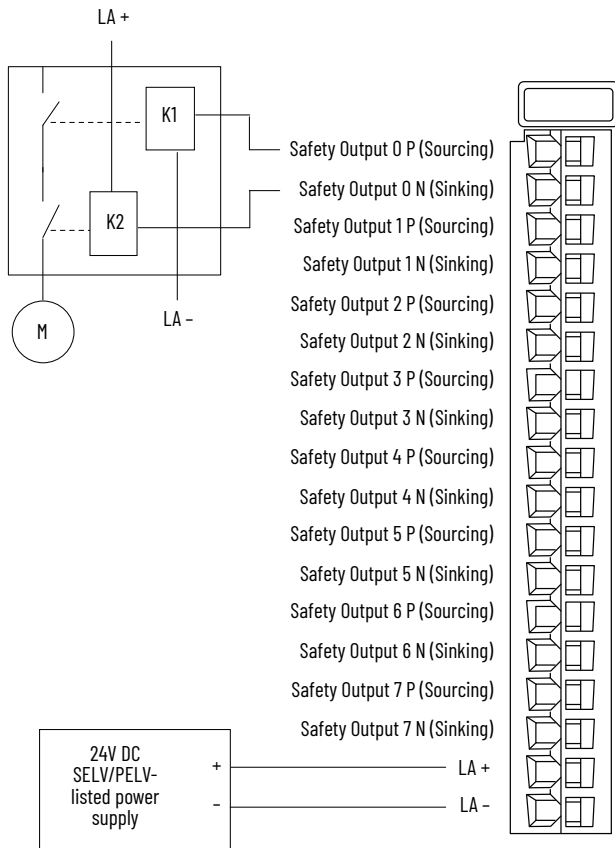 LA +
K1
Safety Output 0 P (Sourcing)
Safety Output 0 N (Sinking)
K2
Safety Output 1 P (Sourcing)
Safety Output 1 N (Sinking)
Safety Output 2 P (Sourcing)
LA –
M
Safety Output 2 N (Sinking)
Safety Output 3 P (Sourcing)
Safety Output 3 N (Sinking)
Safety Output 4 P (Sourcing)
Safety Output 4 N (Sinking)
Safety Output 5 P (Sourcing)
Safety Output 5 N (Sinking)
Safety Output 6 P (Sourcing)
Safety Output 6 N (Sinking)
Safety Output 7 P (Sourcing)
Safety Output 7 N (Sinking)
24V DC
SELV/PELV-
listed power
supply
+
–
LA +
LA –